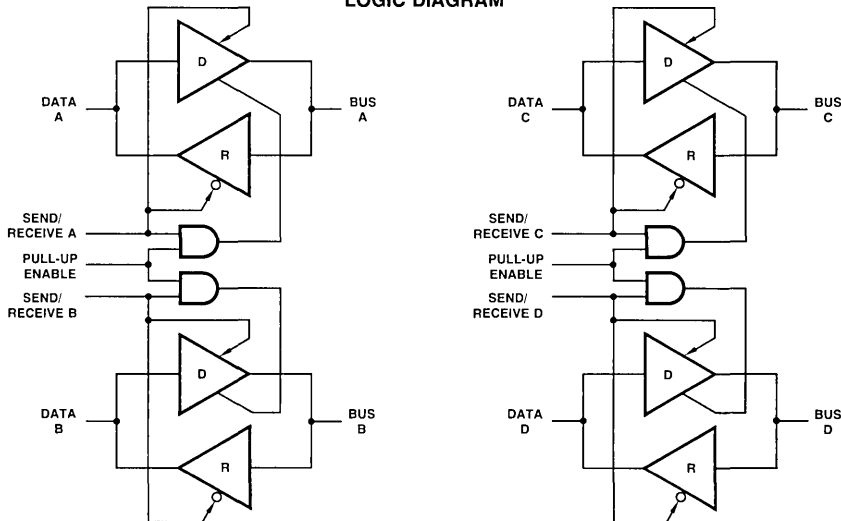 LOGIC DIAGRAM
D
DATA
A
BUS
A
R
SEND/
RECEIVE A
PULL-UP
ENABLE
SEND/
RECEIVE B
D
DATA
B
BUS
B
R
D
DATA
C
BUS
C
R
SEND/
RECEIVE C
PULL-UP
ENABLE
SEND/
RECEIVE D
D
DATA
D
BUS
D
R